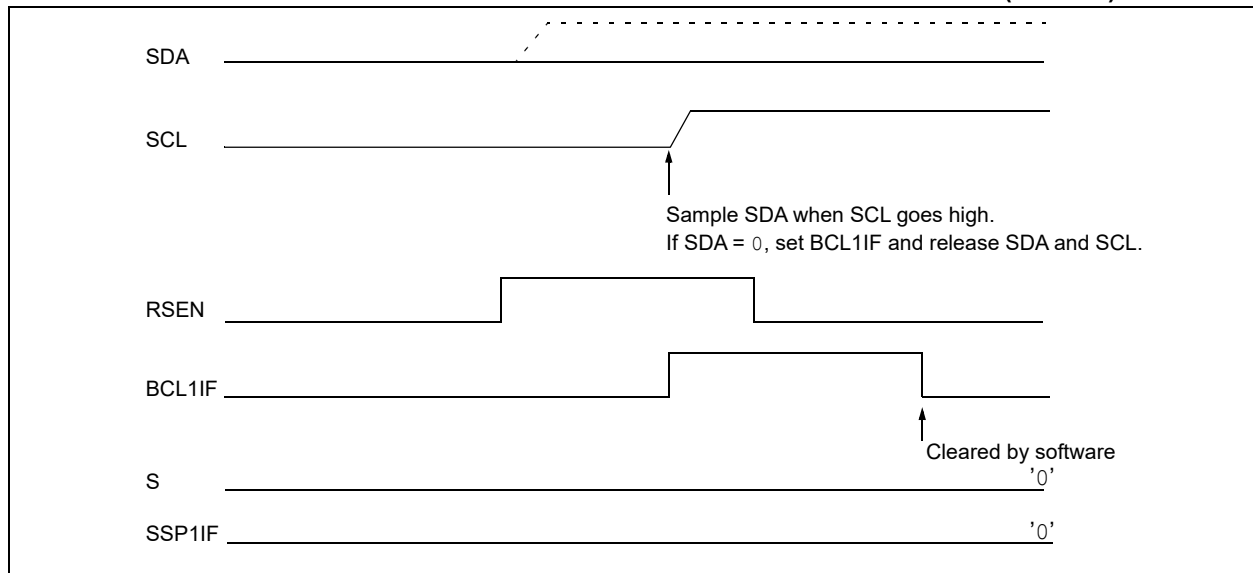 SDA
SCL
Sample SDA when SCL goes high.
If SDA = 0, set BCL1IF and release SDA and SCL.
RSEN
BCL1IF
Cleared by software
S
'0'
SSP1IF
'0'